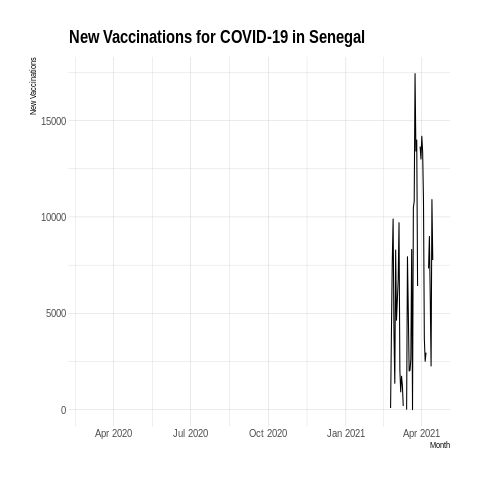 New Vaccinations for COVID-19 in Senegal
New Vaccinations
15000
10000
5000
0
Apr 2020 Jul 2020 Oct 2020 Jan 2021 Apr 2021
Month